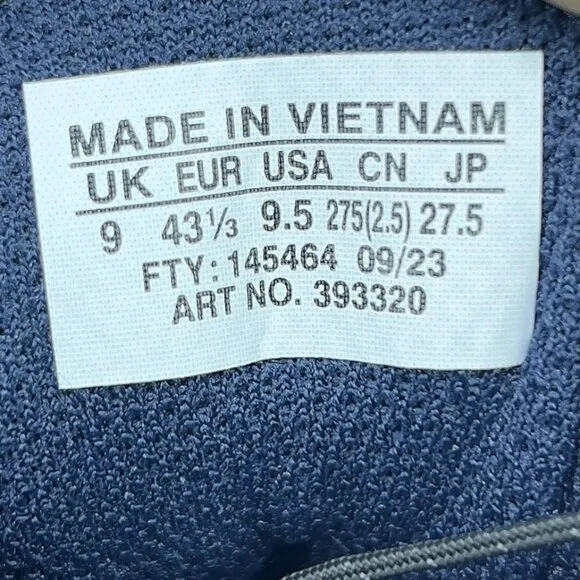 MADE IN VIETNAM
UK EUR USA CN JP
9 43⅓ 9.5 275(2.5) 27.5
FTY: 145464 09/23
ART NO. 393320